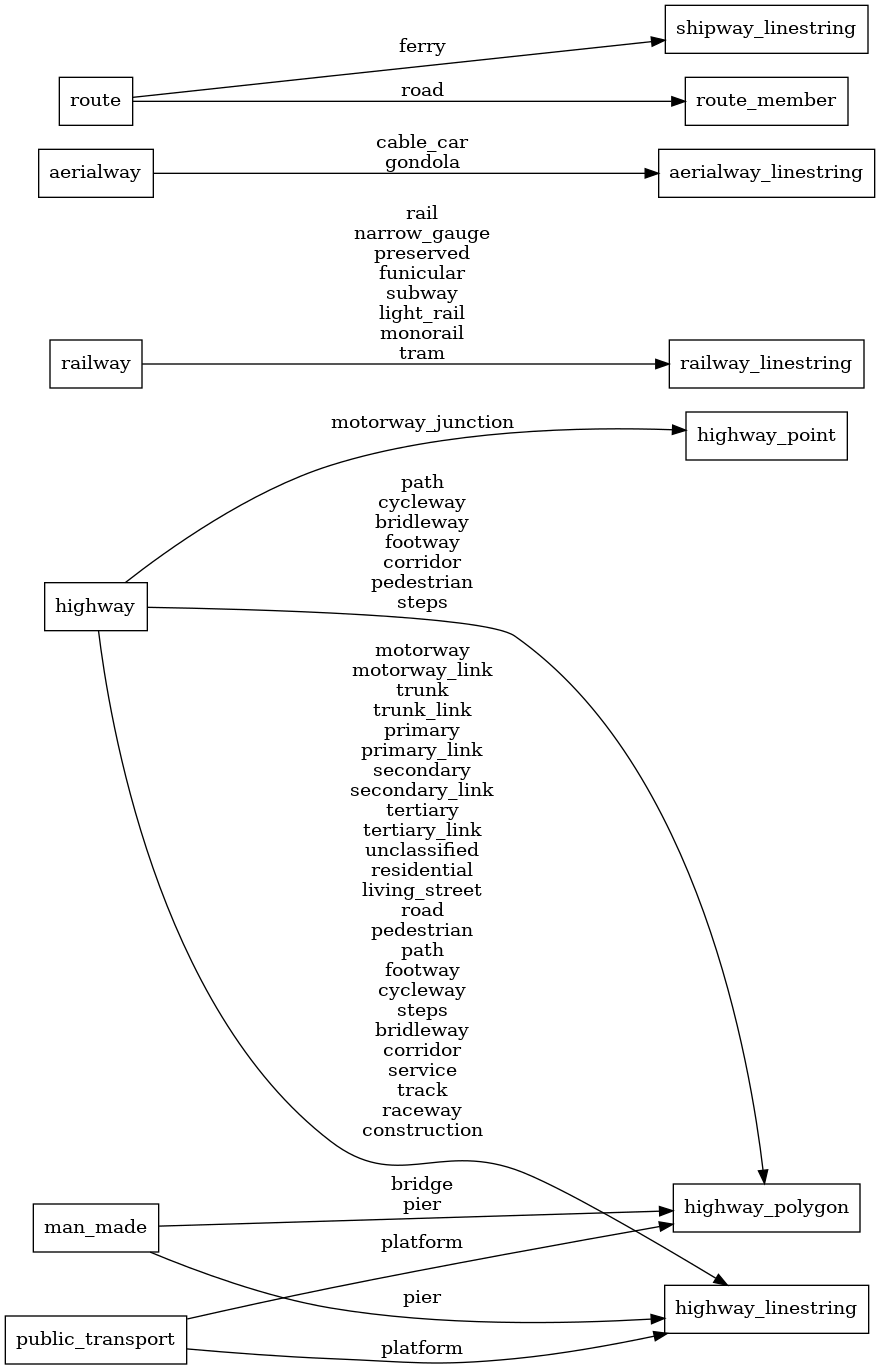 shipway_linestring
ferry
route
road
route_member
cable_car
gondola
aerialway
aerialway_linestring
rail
narrow_gauge
preserved
funicular
subway
light_rail
monorail
tram
railway
railway_linestring
motorway_junction
highway_point
path
cycleway
bridleway
footway
corridor
pedestrian
steps
highway
motorway
motorway_link
trunk
trunk_link
primary
primary_link
secondary
secondary_link
tertiary
tertiary_link
unclassified
residential
living_street
road
pedestrian
path
footway
cycleway
steps
bridleway
corridor
service
track
raceway
construction
bridge
pier
man_made
highway_polygon
platform
pier
highway_linestring
public_transport
platform